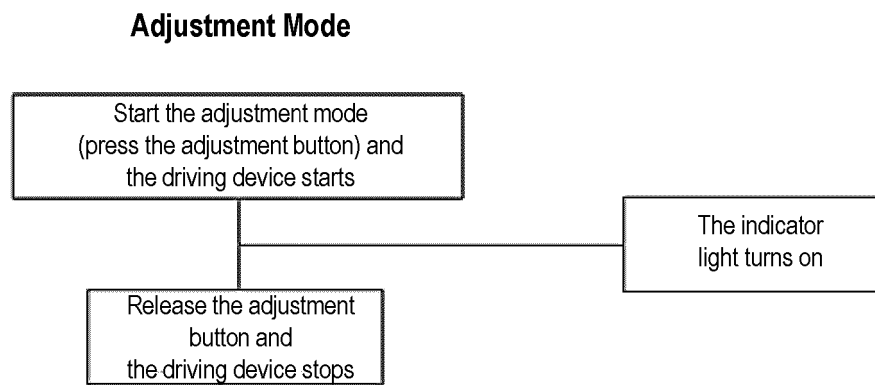 Adjustment Mode
Start the adjustment mode
(press the adjustment button) and
the driving device starts
The indicator
light turns on
Release the adjustment
button and
the driving device stops